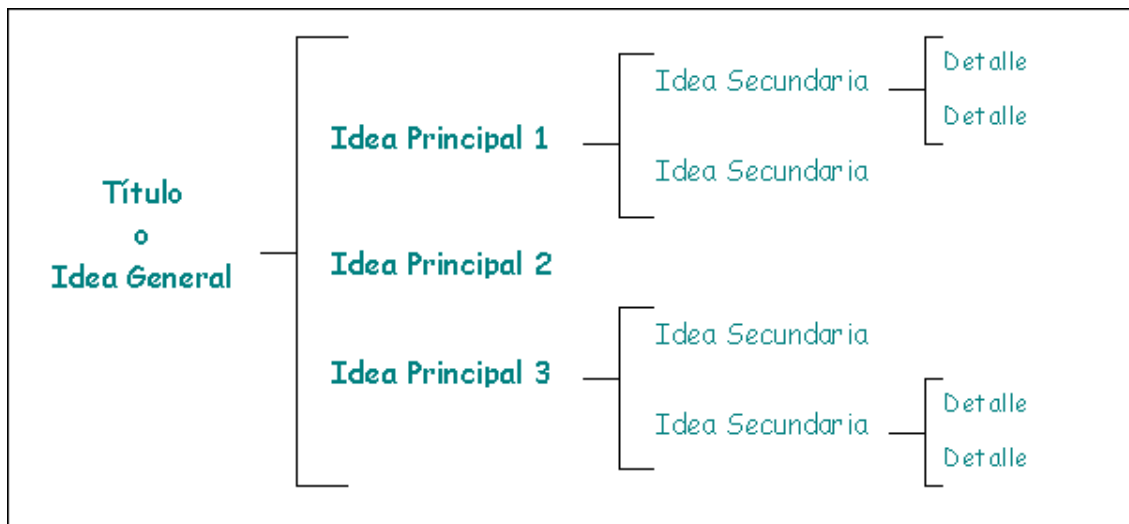 Título
o
Idea General
Idea Principal 1
Idea Secundaria
Detalle
Detalle
Idea Secundaria
Idea Principal 2
Idea Principal 3
Idea Secundaria
Idea Secundaria
Detalle
Detalle